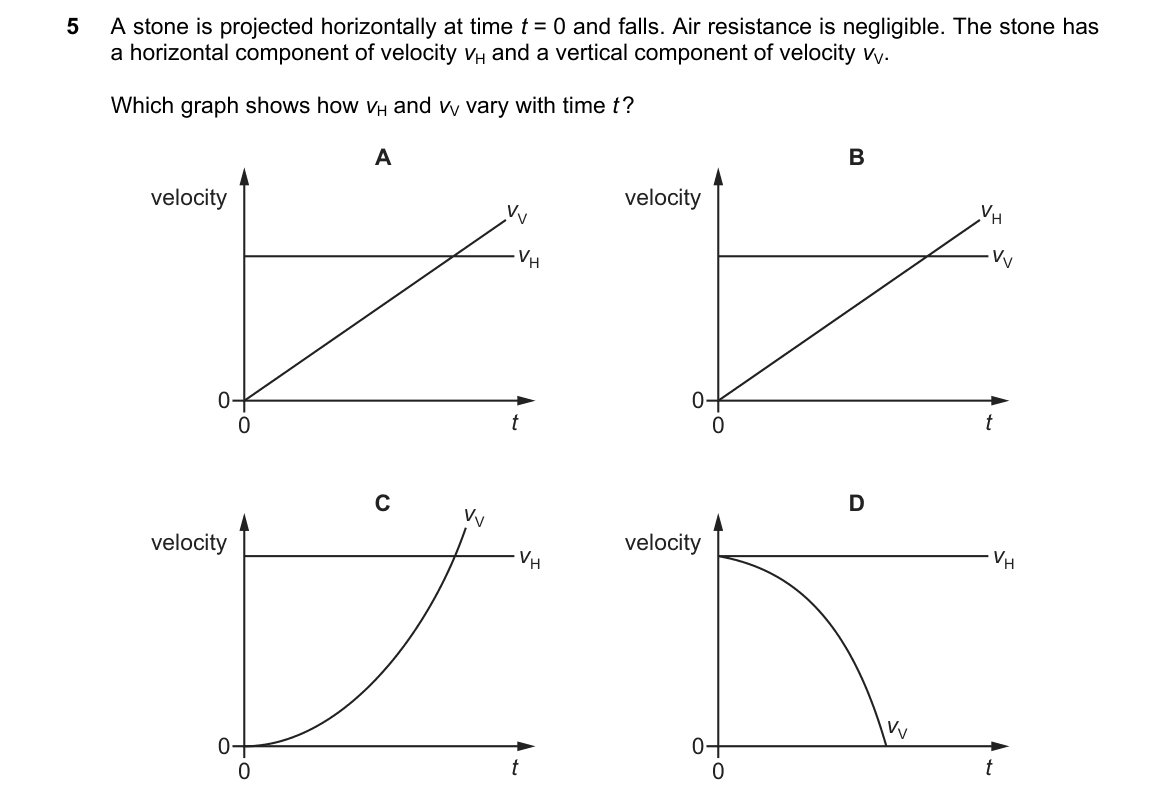 5 A stone is projected horizontally at time t = 0 and falls. Air resistance is negligible. The stone has
a horizontal component of velocity vH and a vertical component of velocity vV.
Which graph shows how vH and vV vary with time t?
A
velocity
vV
vH
0
0
t
B
velocity
vH
vV
0
0
t
C
velocity
vV
vH
0
0
t
D
velocity
vH
vV
0
0
t